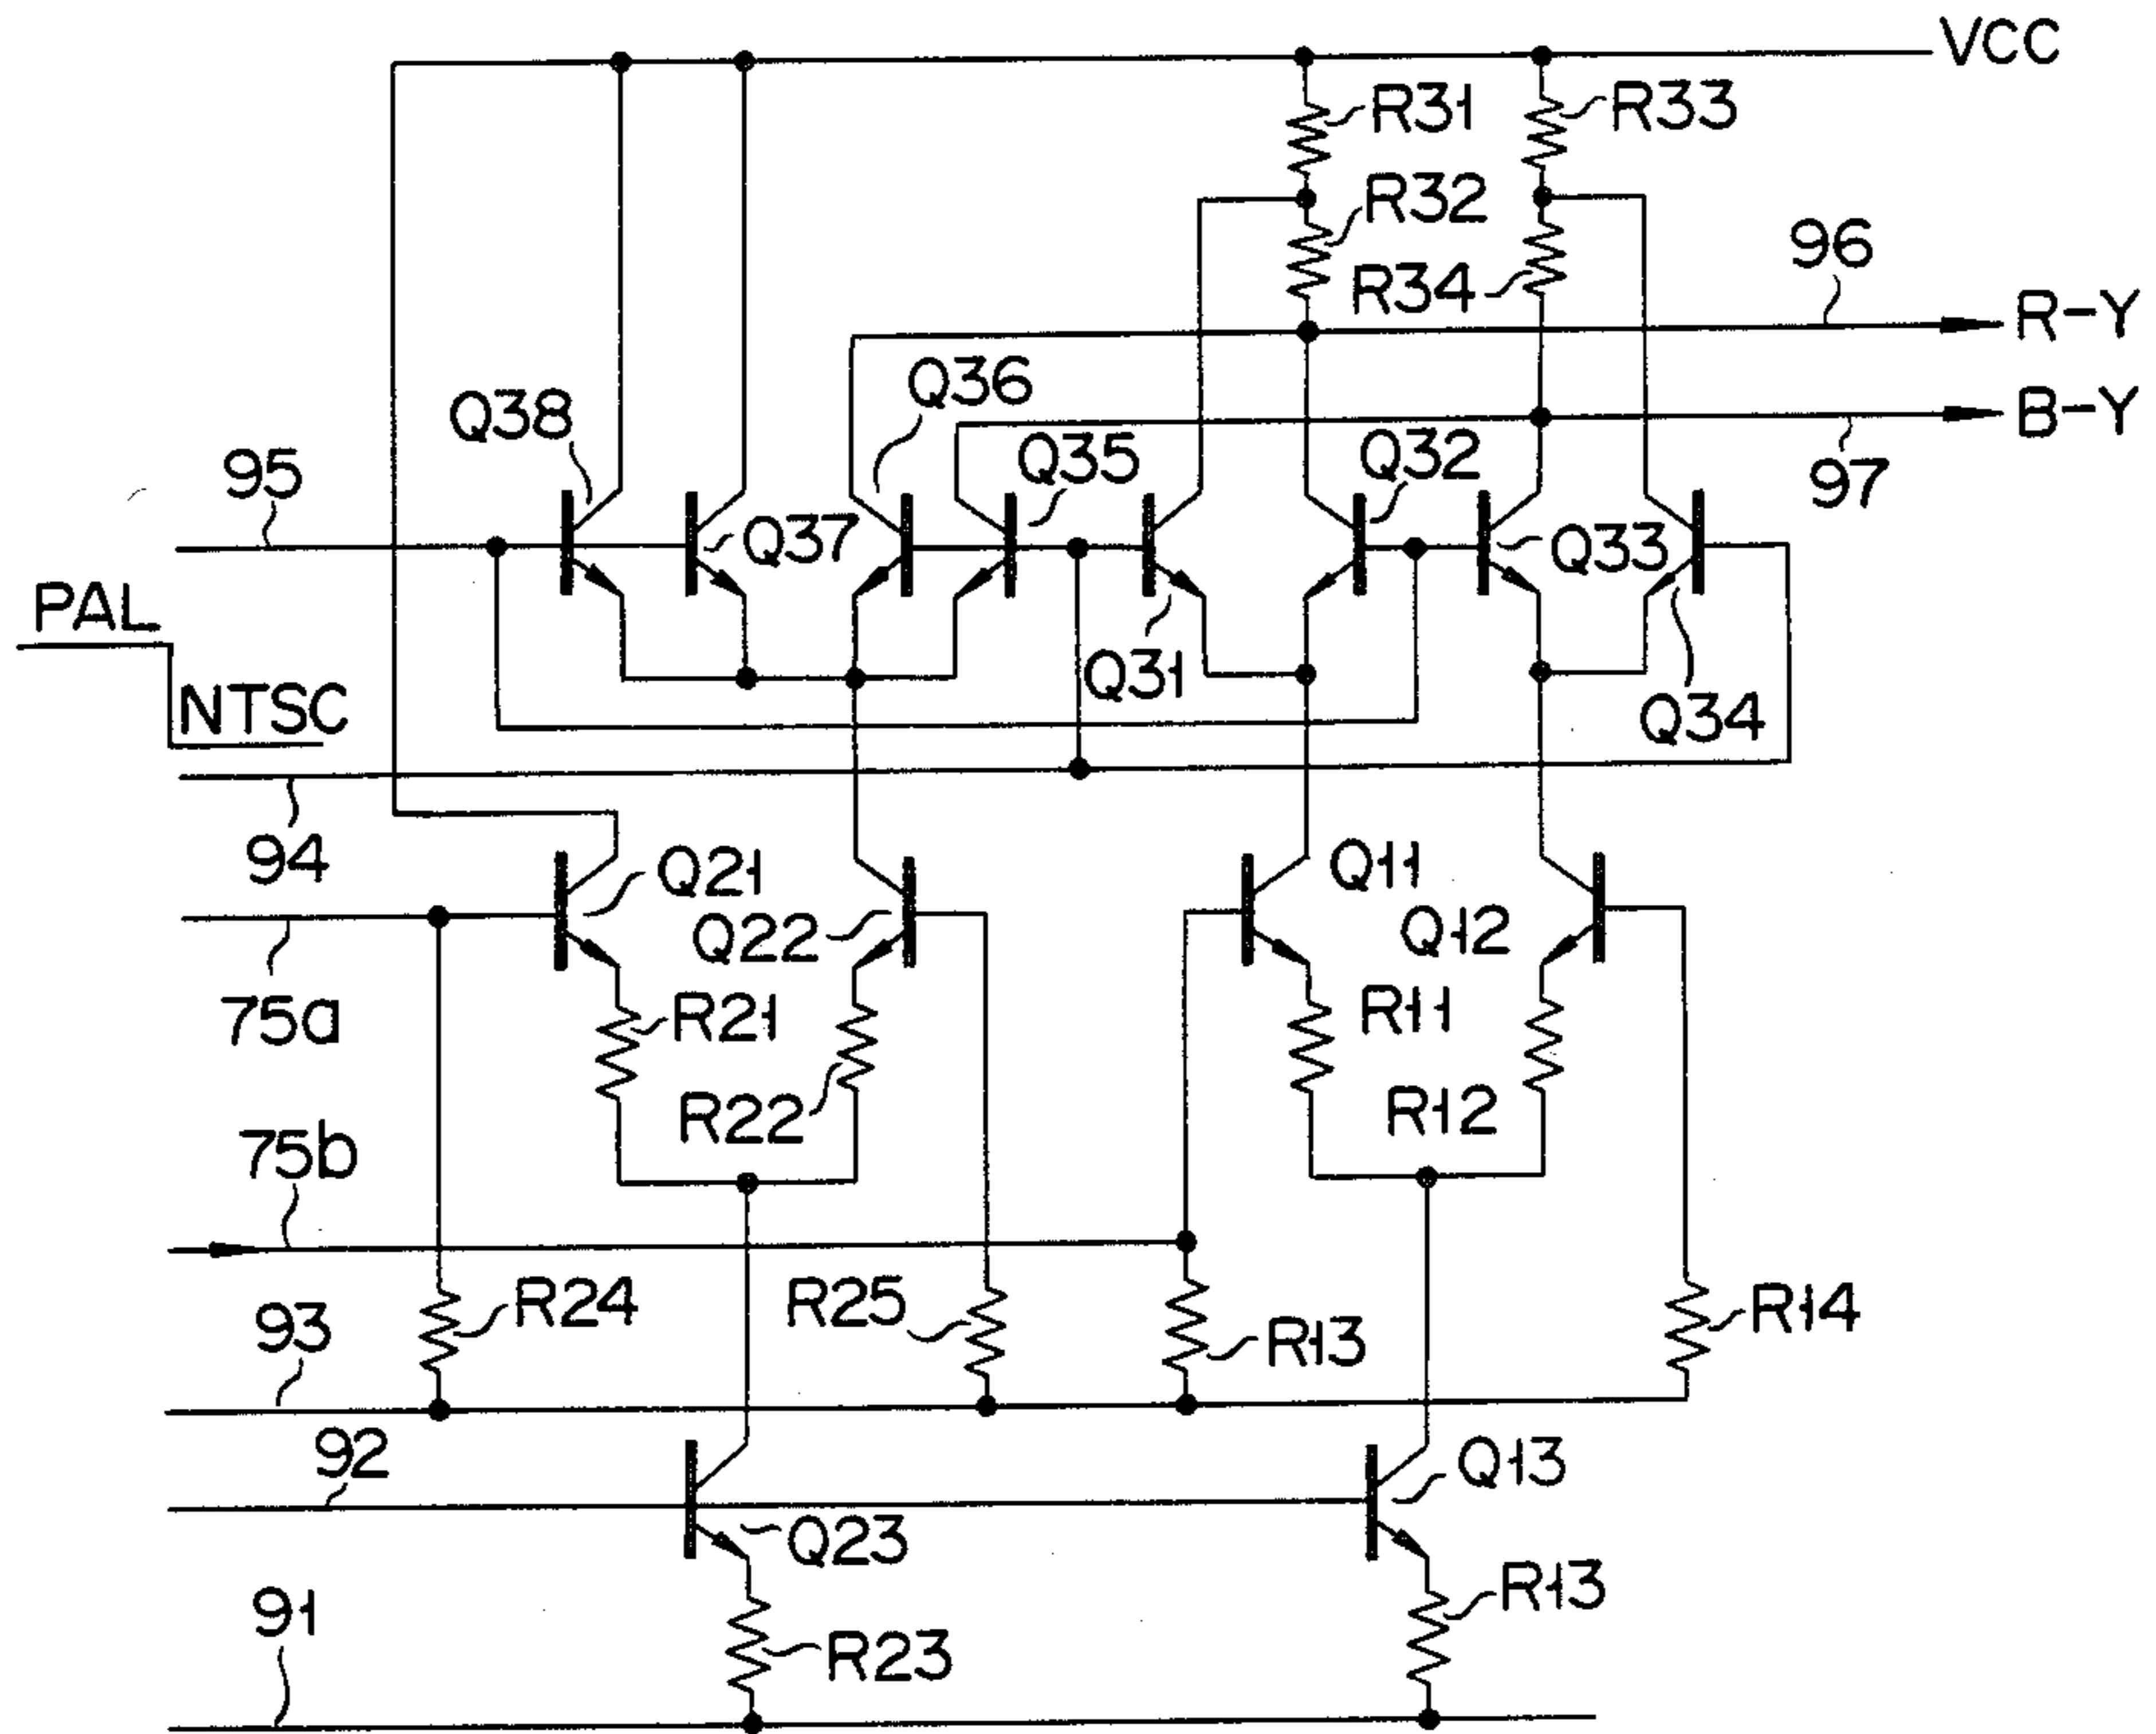 VCC
R31
R33
R32
R34
96
R-Y
Q36
Q38
B-Y
Q35
Q32
95
97
Q37
Q33
PAL
Q31
NTSC
Q34
94
Q21
Q11
Q22
Q12
75a
R21
R11
R22
R12
75b
R24
R25
R14
93
R13
92
Q13
Q23
91
R13
R23